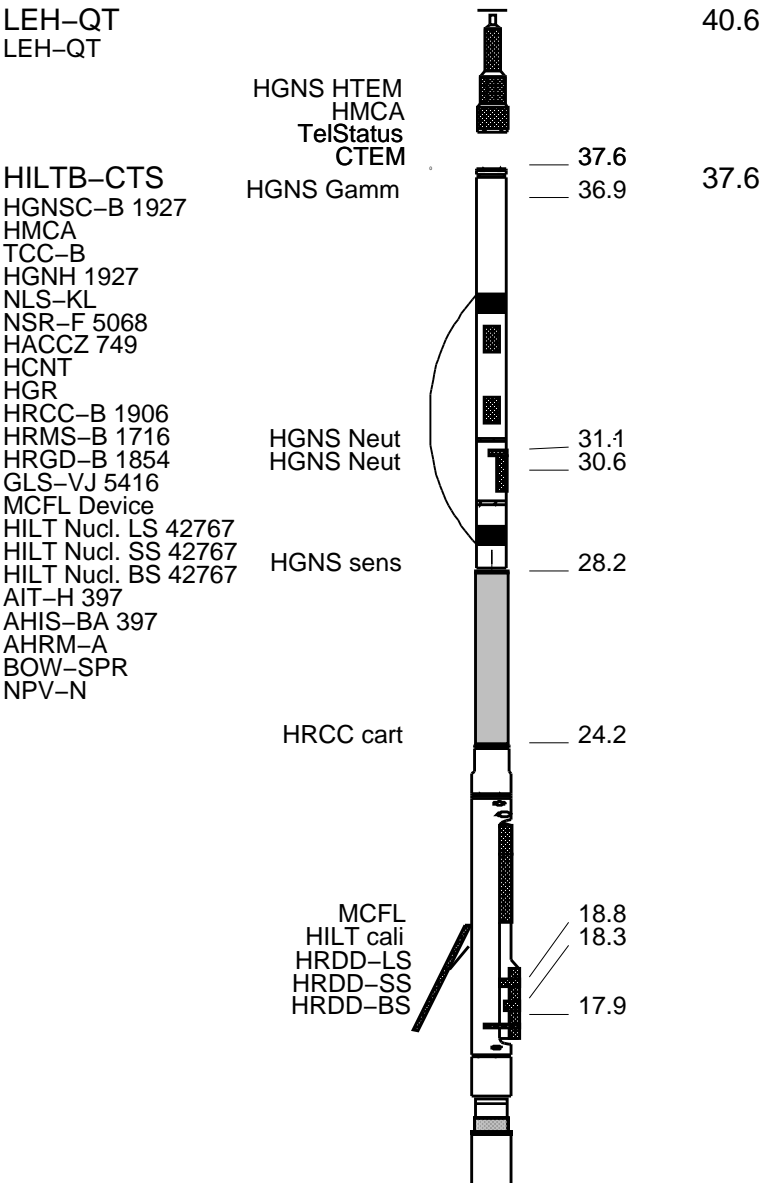 LEH–QT 40.6
LEH–QT
HGNS HTEM
HMCA
TelStatus
CTEM 37.6
HILTB–CTS 37.6
HGNS Gamm 36.9
HGNSC–B 1927
HMCA
TCC–B
HGNH 1927
NLS–KL
NSR–F 5068
HACCZ 749
HCNT
HGR
HRCC–B 1906
HRMS–B 1716
HRGD–B 1854
GLS–VJ 5416
MCFL Device
HILT Nucl. LS 42767
HILT Nucl. SS 42767
HILT Nucl. BS 42767
AIT–H 397
AHIS–BA 397
AHRM–A
BOW–SPR
NPV–N
HGNS Neut 31.1
HGNS Neut 30.6
HGNS sens 28.2
HRCC cart 24.2
MCFL 18.8
HILT cali 18.3
HRDD–LS
HRDD–SS
HRDD–BS 17.9